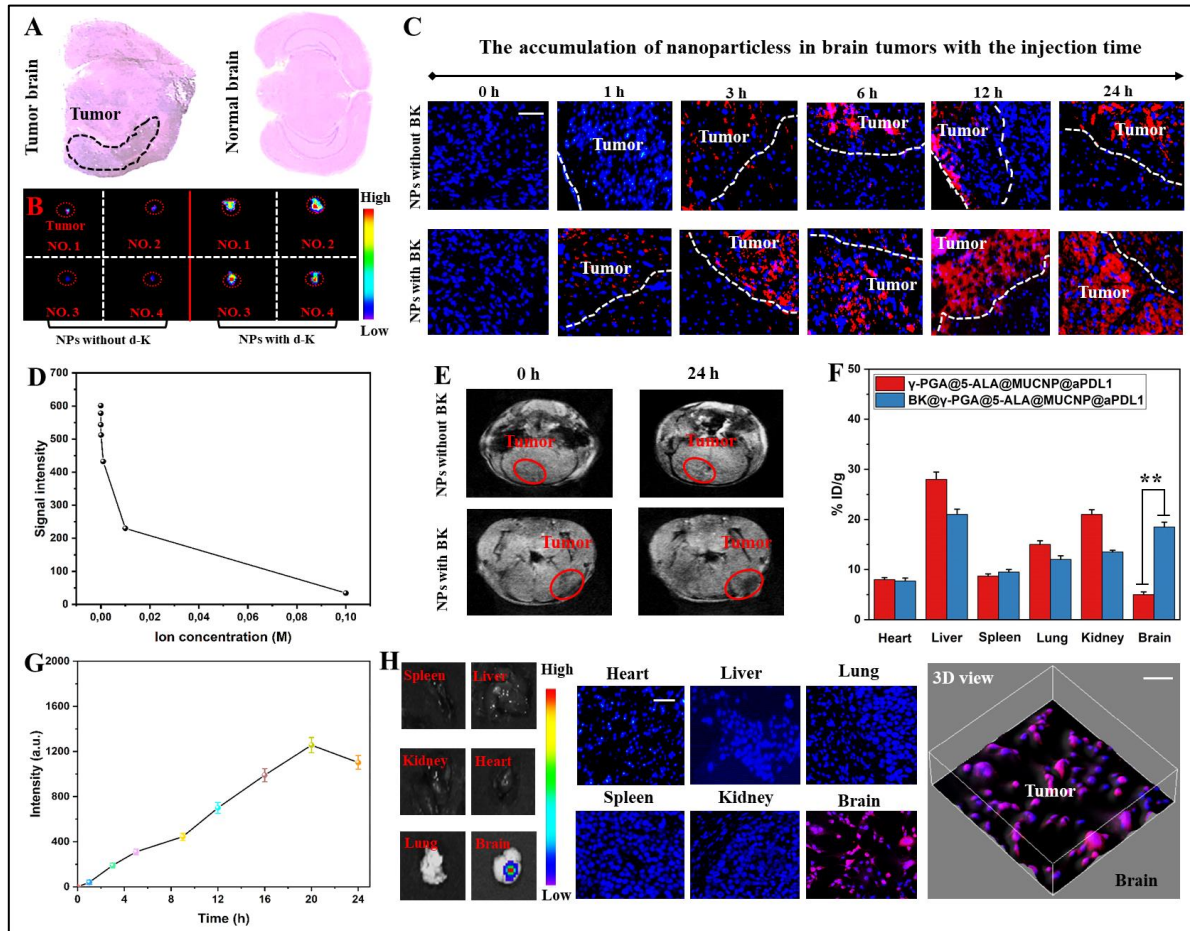 A
Tumor brain
Tumor
Normal brain
B
Tumor
NO. 1
NO. 2
NO. 1
NO. 2
NO. 3
NO. 4
NO. 3
NO. 4
High
Low
NPs without d-K
NPs with d-K
C
The accumulation of nanoparticless in brain tumors with the injection time
0 h
1 h
3 h
6 h
12 h
24 h
NPs without BK
Tumor
Tumor
Tumor
Tumor
Tumor
NPs with BK
Tumor
Tumor
Tumor
Tumor
Tumor
D
Signal intensity
700
600
500
400
300
200
100
0
0,00
0,02
0,04
0,06
0,08
0,10
Ion concentration (M)
E
0 h
24 h
NPs without BK
Tumor
Tumor
NPs with BK
Tumor
Tumor
F
γ-PGA@5-ALA@MUCNP@aPDL1
BK@γ-PGA@5-ALA@MUCNP@aPDL1
% ID/g
50
40
30
20
10
0
**
Heart
Liver
Spleen
Lung
Kidney
Brain
G
Intensity (a.u.)
2000
1600
1200
800
400
0
0
4
8
12
16
20
24
Time (h)
H
Spleen
Liver
Kidney
Heart
Lung
Brain
High
Low
Heart
Liver
Lung
Spleen
Kidney
Brain
3D view
Tumor
Brain